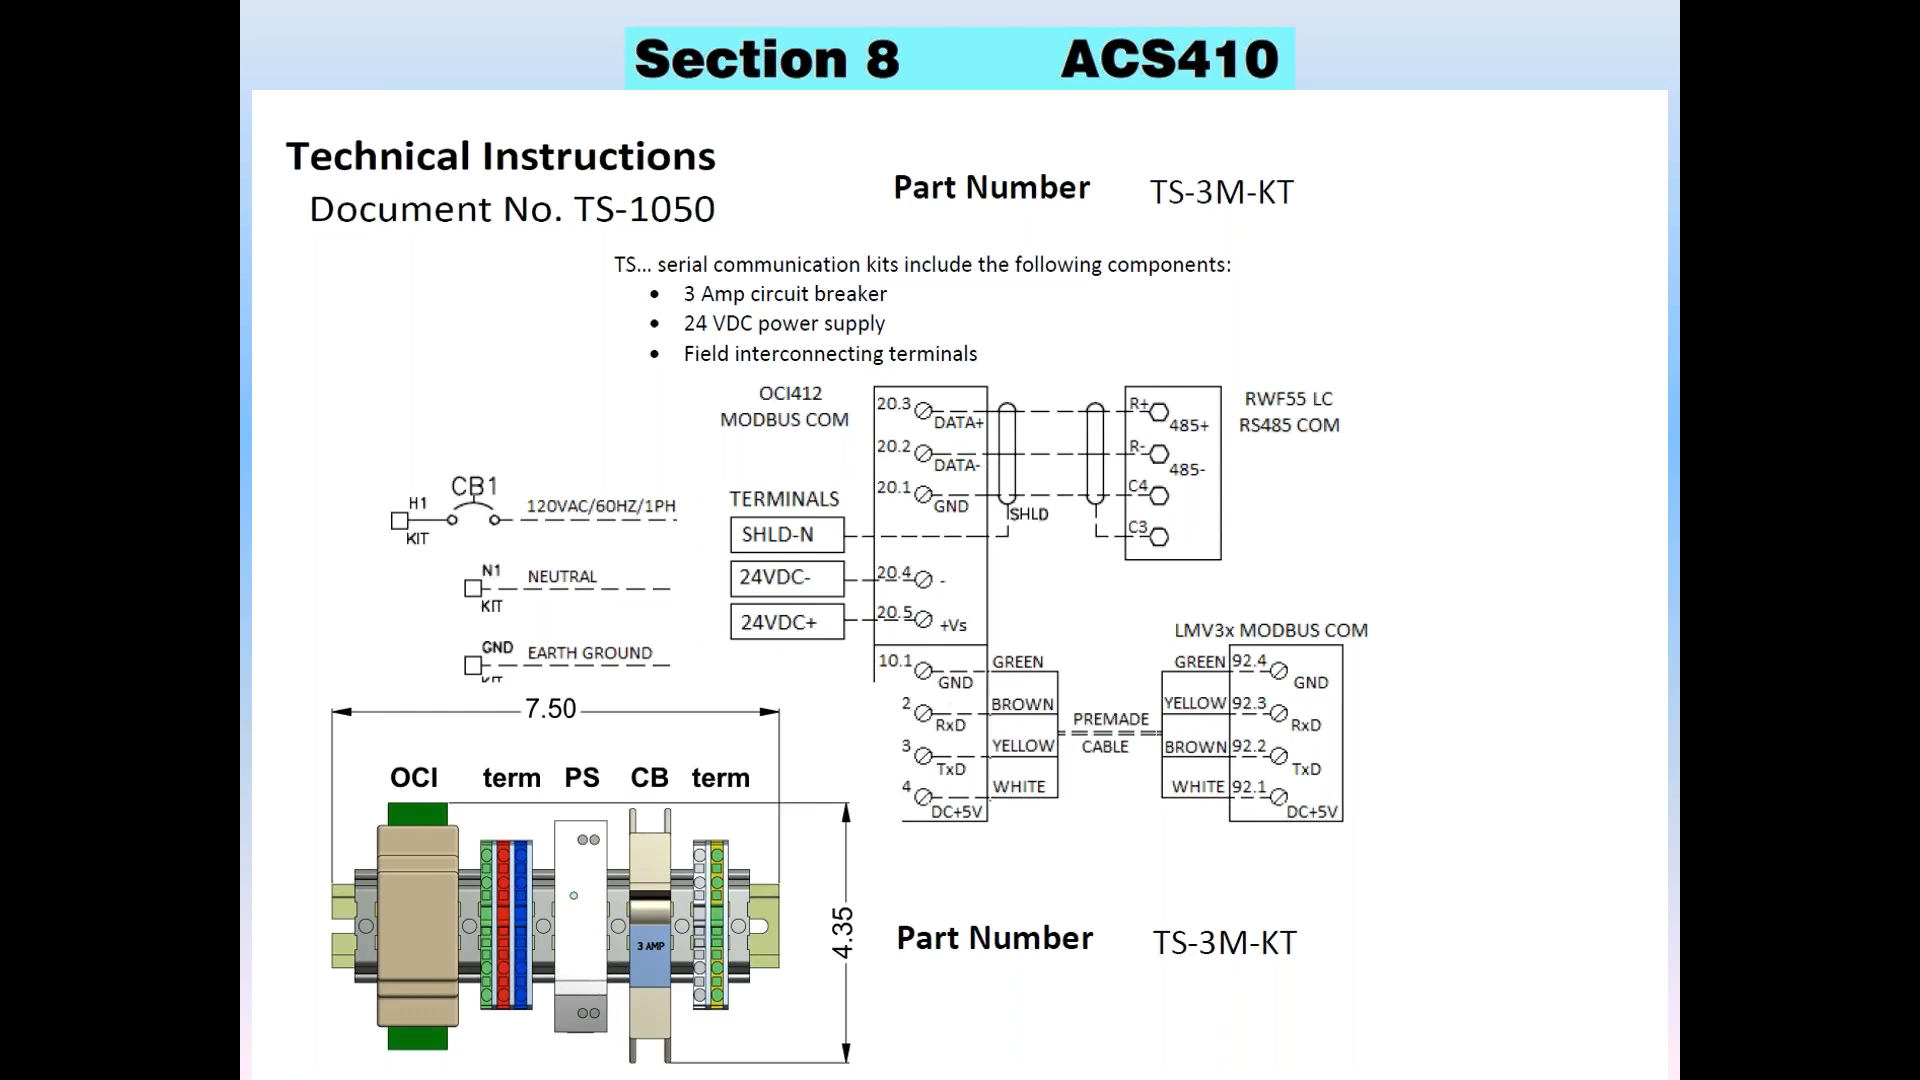 Section 8 ACS410
Technical Instructions
Document No. TS-1050
Part Number TS-3M-KT
TS... serial communication kits include the following components:
• 3 Amp circuit breaker
• 24 VDC power supply
• Field interconnecting terminals
OCI412
MODBUS COM
20.3
DATA+
20.2
DATA-
20.1
GND
SHLD
R+
485+
R-
485-
C4
C3
RWF55 LC
RS485 COM
CB1
H1
120VAC/60HZ/1PH
KIT
N1
NEUTRAL
KIT
GND
EARTH GROUND
TERMINALS
SHLD-N
24VDC-
20.4
-
24VDC+
20.5
+Vs
LMV3x MODBUS COM
10.1
GREEN
GND
2
BROWN
RxD
3
YELLOW
TxD
4
WHITE
DC+5V
PREMADE
CABLE
GREEN 92.4
GND
YELLOW 92.3
RxD
BROWN 92.2
TxD
WHITE 92.1
DC+5V
7.50
OCI term PS CB term
3 AMP
4.35
Part Number TS-3M-KT